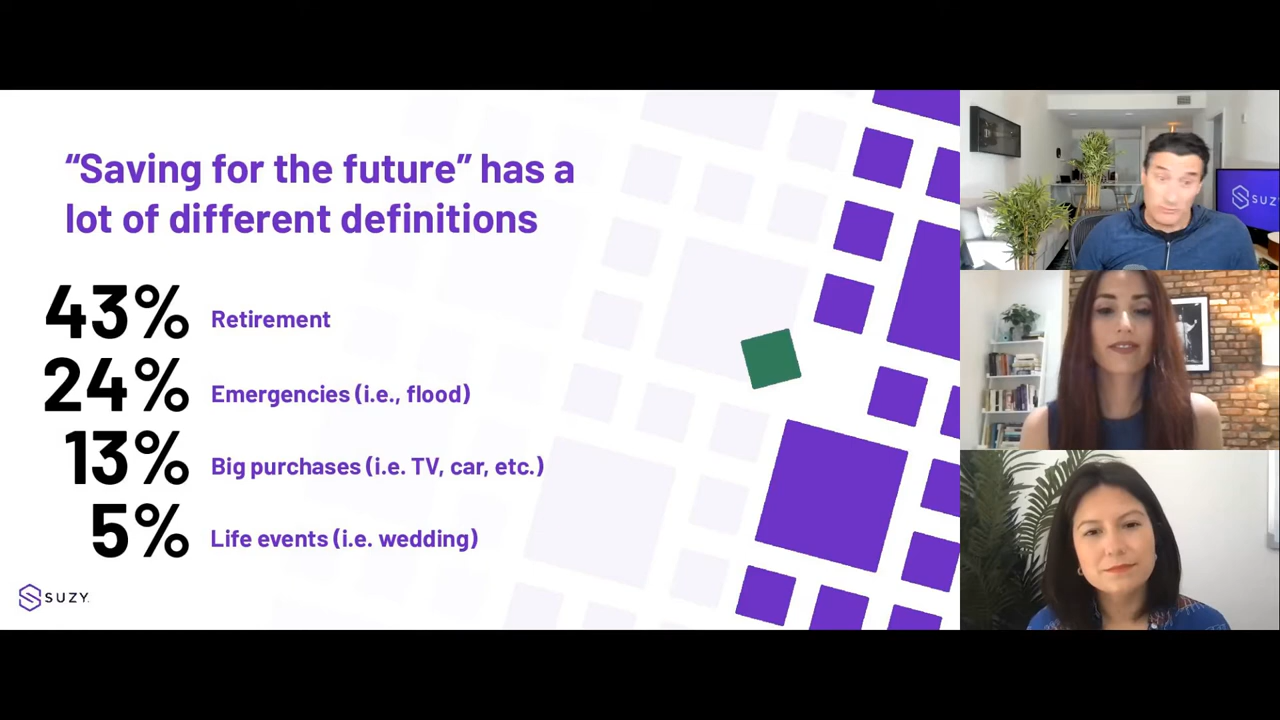 “Saving for the future” has a
lot of different definitions
43% Retirement
24% Emergencies (i.e., flood)
13% Big purchases (i.e. TV, car, etc.)
5% Life events (i.e. wedding)
SUZY
SUZ